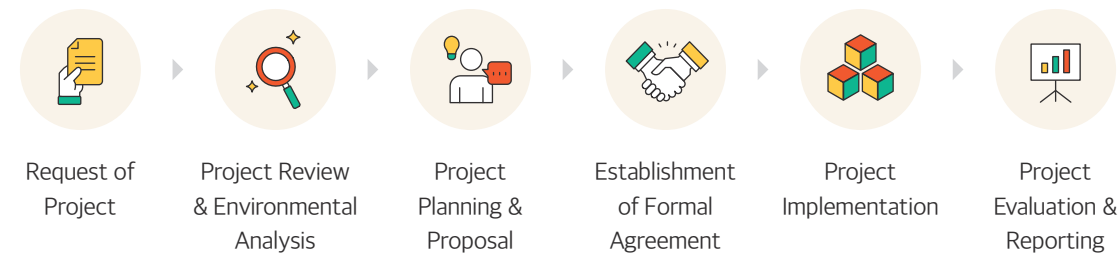 Request of
Project
Project Review
& Environmental
Analysis
Project
Planning &
Proposal
Establishment
of Formal
Agreement
Project
Implementation
Project
Evaluation &
Reporting